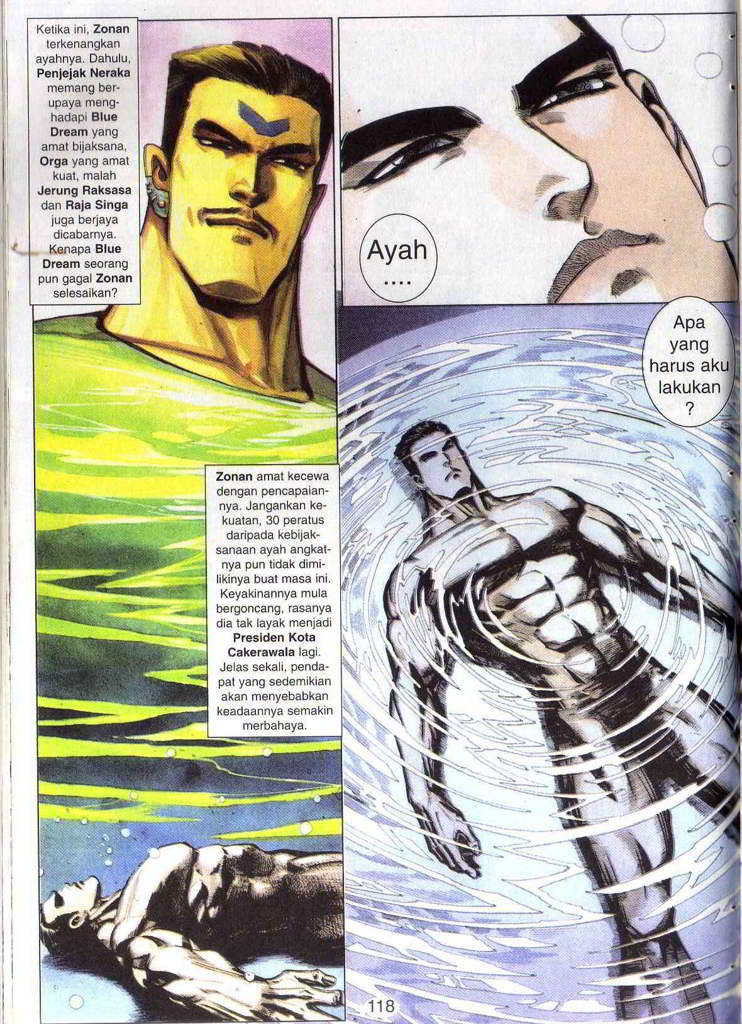 Ketika ini, Zonan
terkenangkan
ayahnya. Dahulu,
Penjejak Neraka
memang ber-
upaya meng-
hadapi Blue
Dream yang
amat bijaksana,
Orga yang amat
kuat, malah
Jerung Raksasa
dan Raja Singa
juga berjaya
dicabarnya.
Kenapa Blue
Dream seorang
pun gagal Zonan
selesaikan?
Ayah
....
Apa
yang
harus aku
lakukan
?
Zonan amat kecewa
dengan pencapaian-
nya. Jangankan ke-
kuatan, 30 peratus
daripada kebijak-
sanaan ayah angkat-
nya pun tidak dimi-
likinya buat masa ini.
Keyakinannya mula
bergoncang, rasanya
dia tak layak menjadi
Presiden Kota
Cakerawala lagi.
Jelas sekali, penda-
pat yang sedemikian
akan menyebabkan
keadaannya semakin
merbahaya.
118